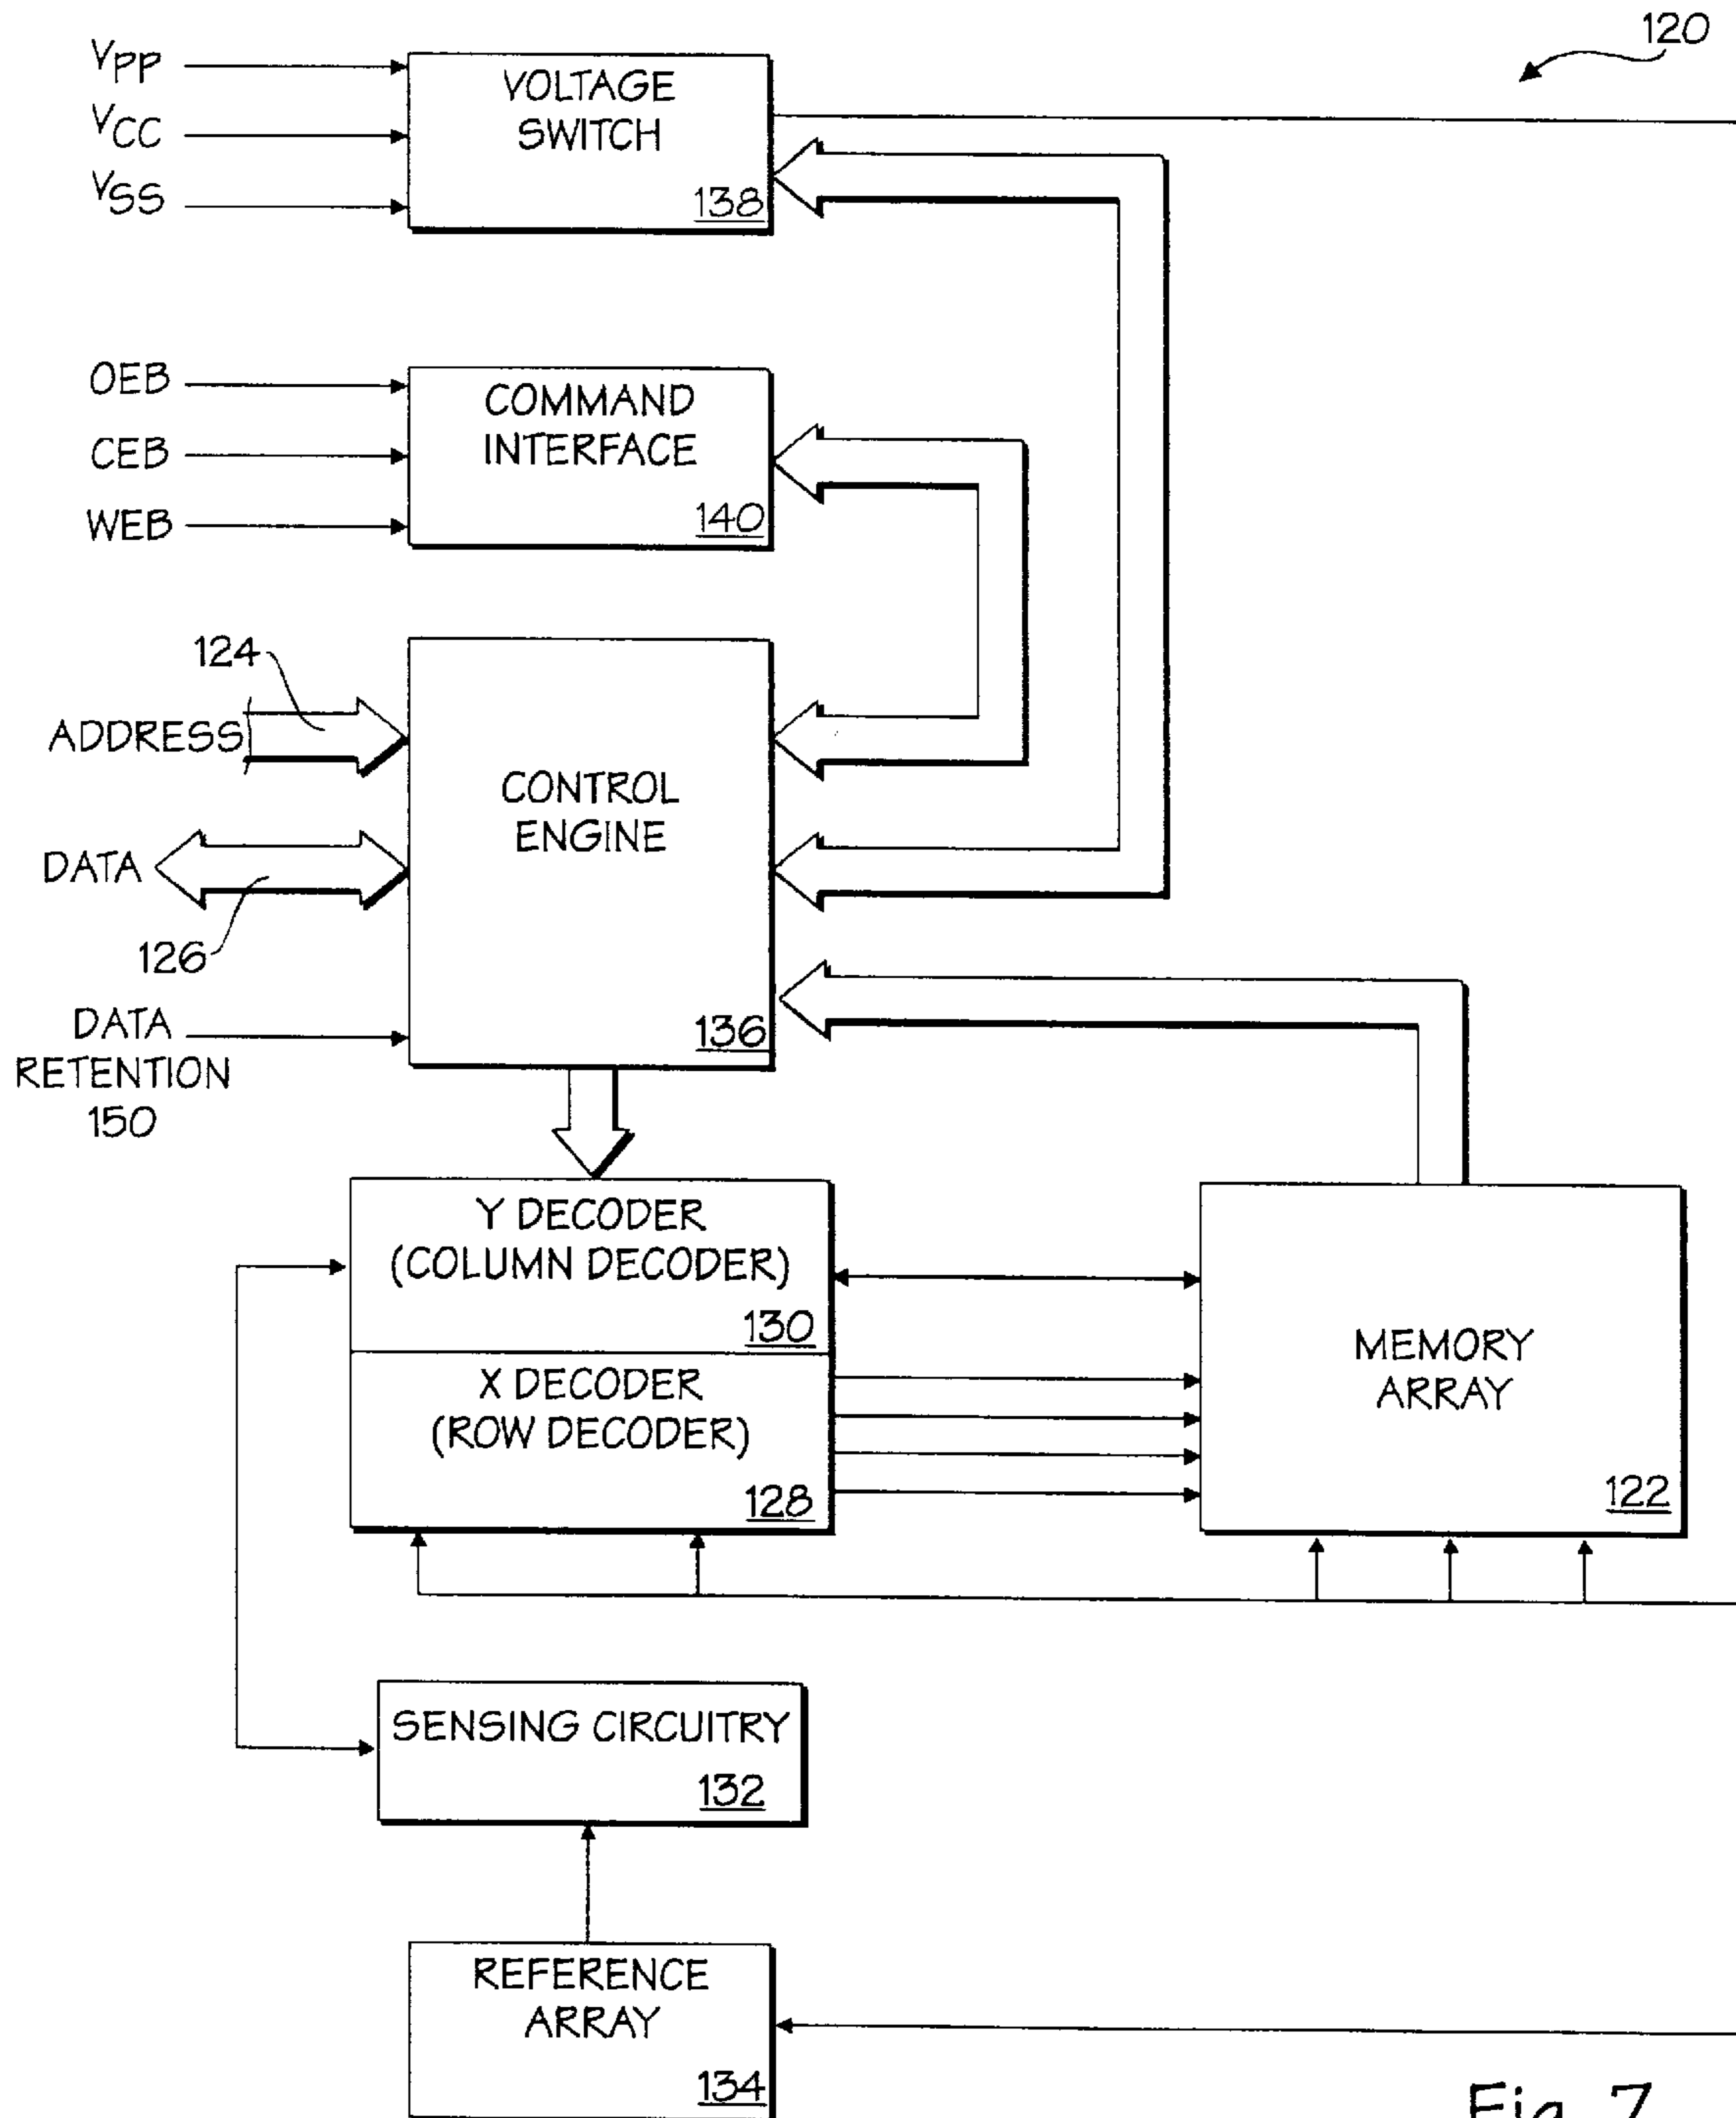 120
VPP
VCC
VSS
VOLTAGE
SWITCH
138
OEB
CEB
WEB
COMMAND
INTERFACE
140
124
ADDRESS
DATA
126
DATA
RETENTION
150
CONTROL
ENGINE
136
Y DECODER
(COLUMN DECODER)
130
X DECODER
(ROW DECODER)
128
MEMORY
ARRAY
122
SENSING CIRCUITRY
132
REFERENCE
ARRAY
134
Fig. 7